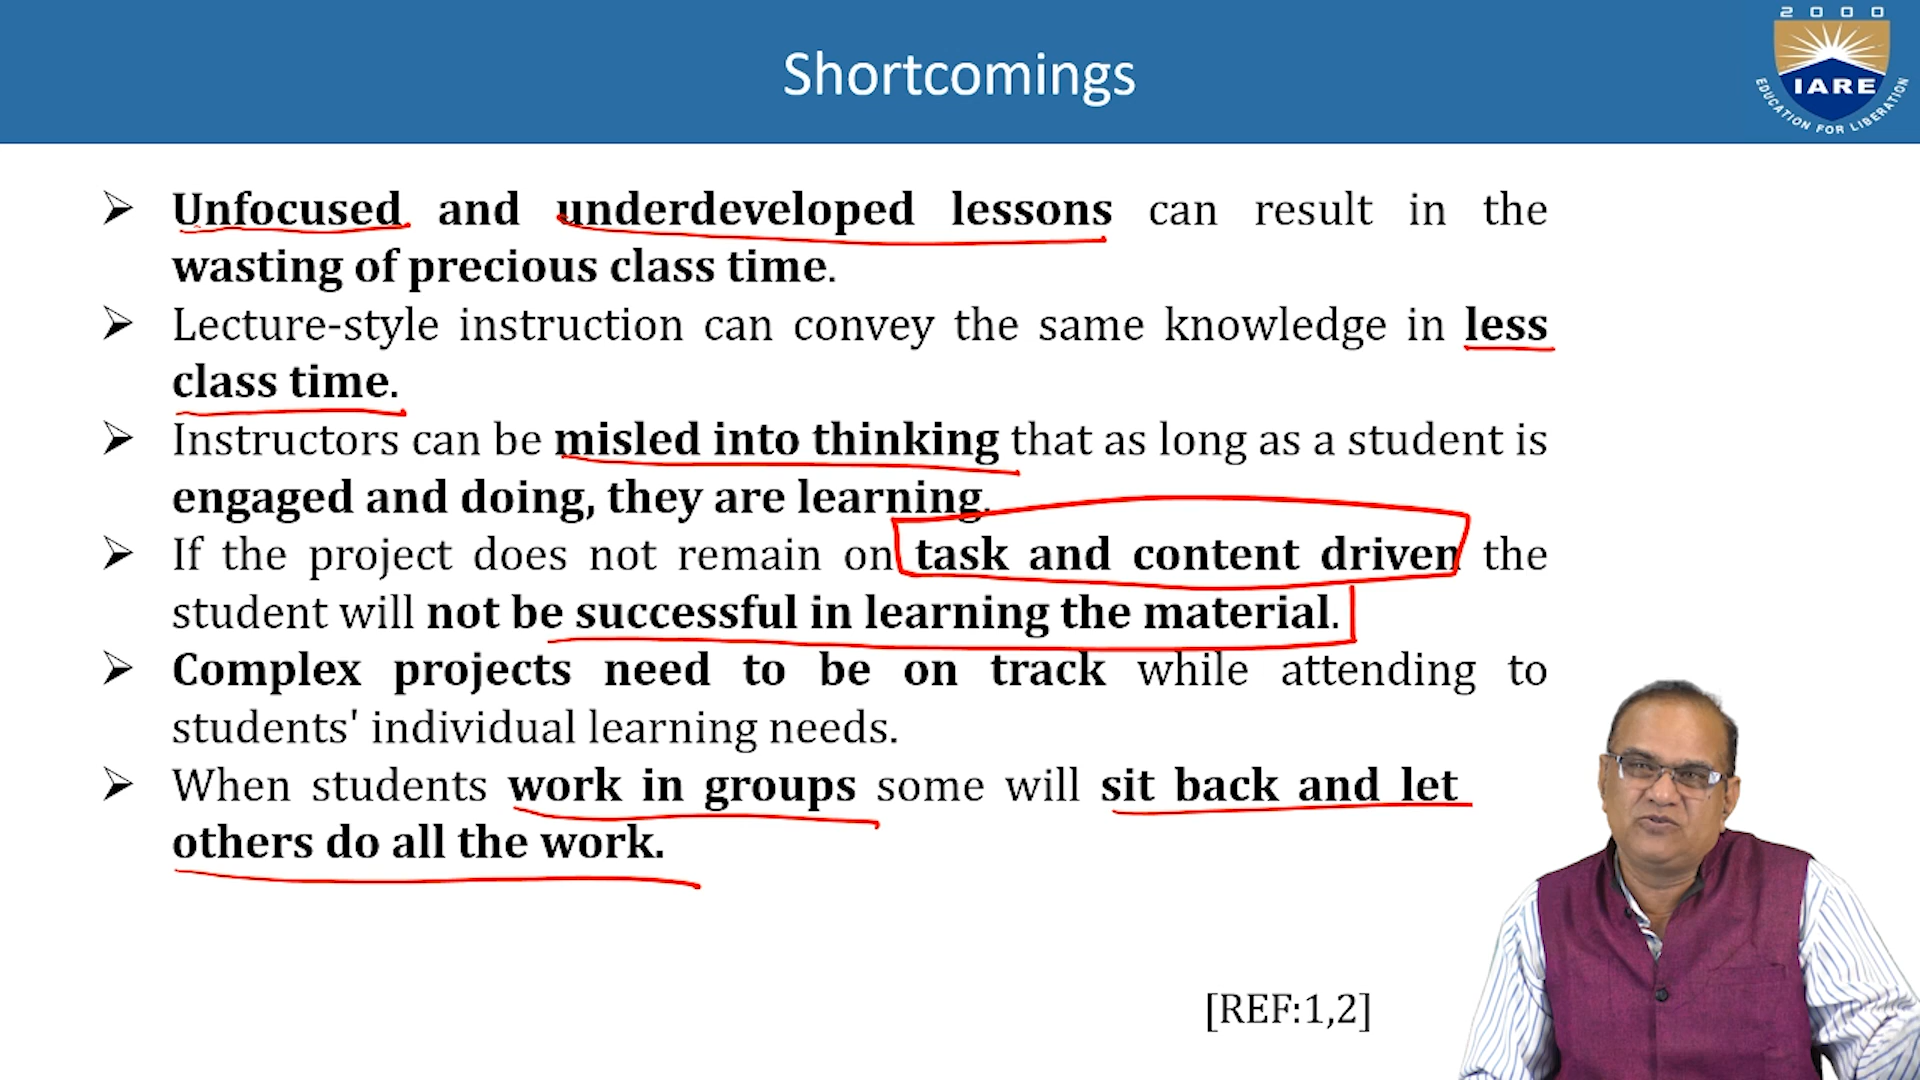 Shortcomings
2000
IARE
EDUCATION FOR LIBERATION
➢ Unfocused and underdeveloped lessons can result in the
wasting of precious class time.
➢ Lecture-style instruction can convey the same knowledge in less
class time.
➢ Instructors can be misled into thinking that as long as a student is
engaged and doing, they are learning.
➢ If the project does not remain on task and content driven the
student will not be successful in learning the material.
➢ Complex projects need to be on track while attending to
students' individual learning needs.
➢ When students work in groups some will sit back and let
others do all the work.
[REF:1,2]